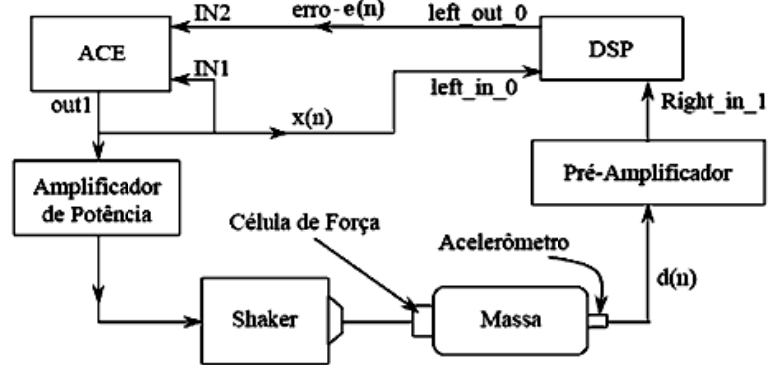 IN2
erro-e(n)
left_out_0
ACE
DSP
IN1
left_in_0
out1
x(n)
Right_in_1
Amplificador
de Potência
Pré-Amplificador
Célula de Força
Acelerômetro
d(n)
Shaker
Massa